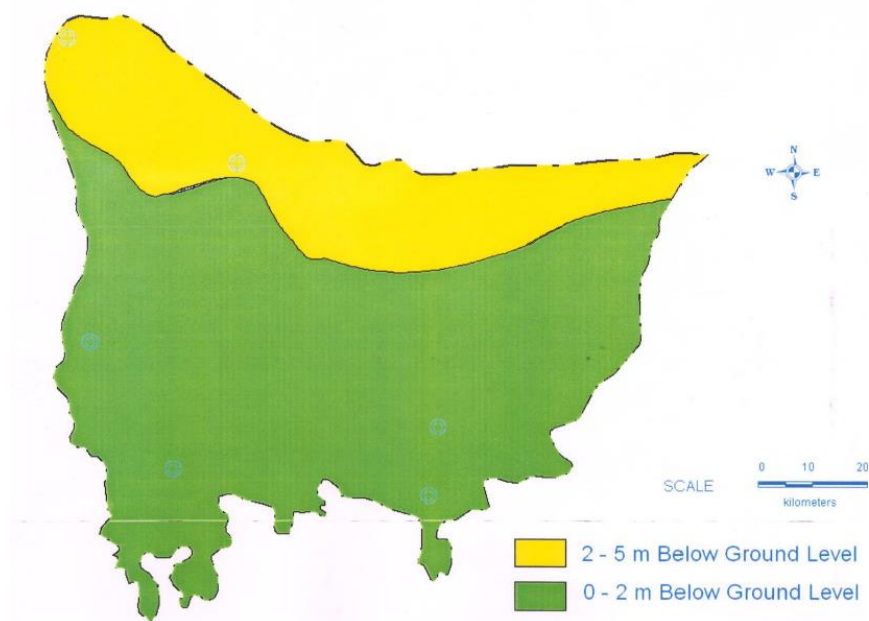 N
W E
S
SCALE
0 10 20
kilometers
2 - 5 m Below Ground Level
0 - 2 m Below Ground Level